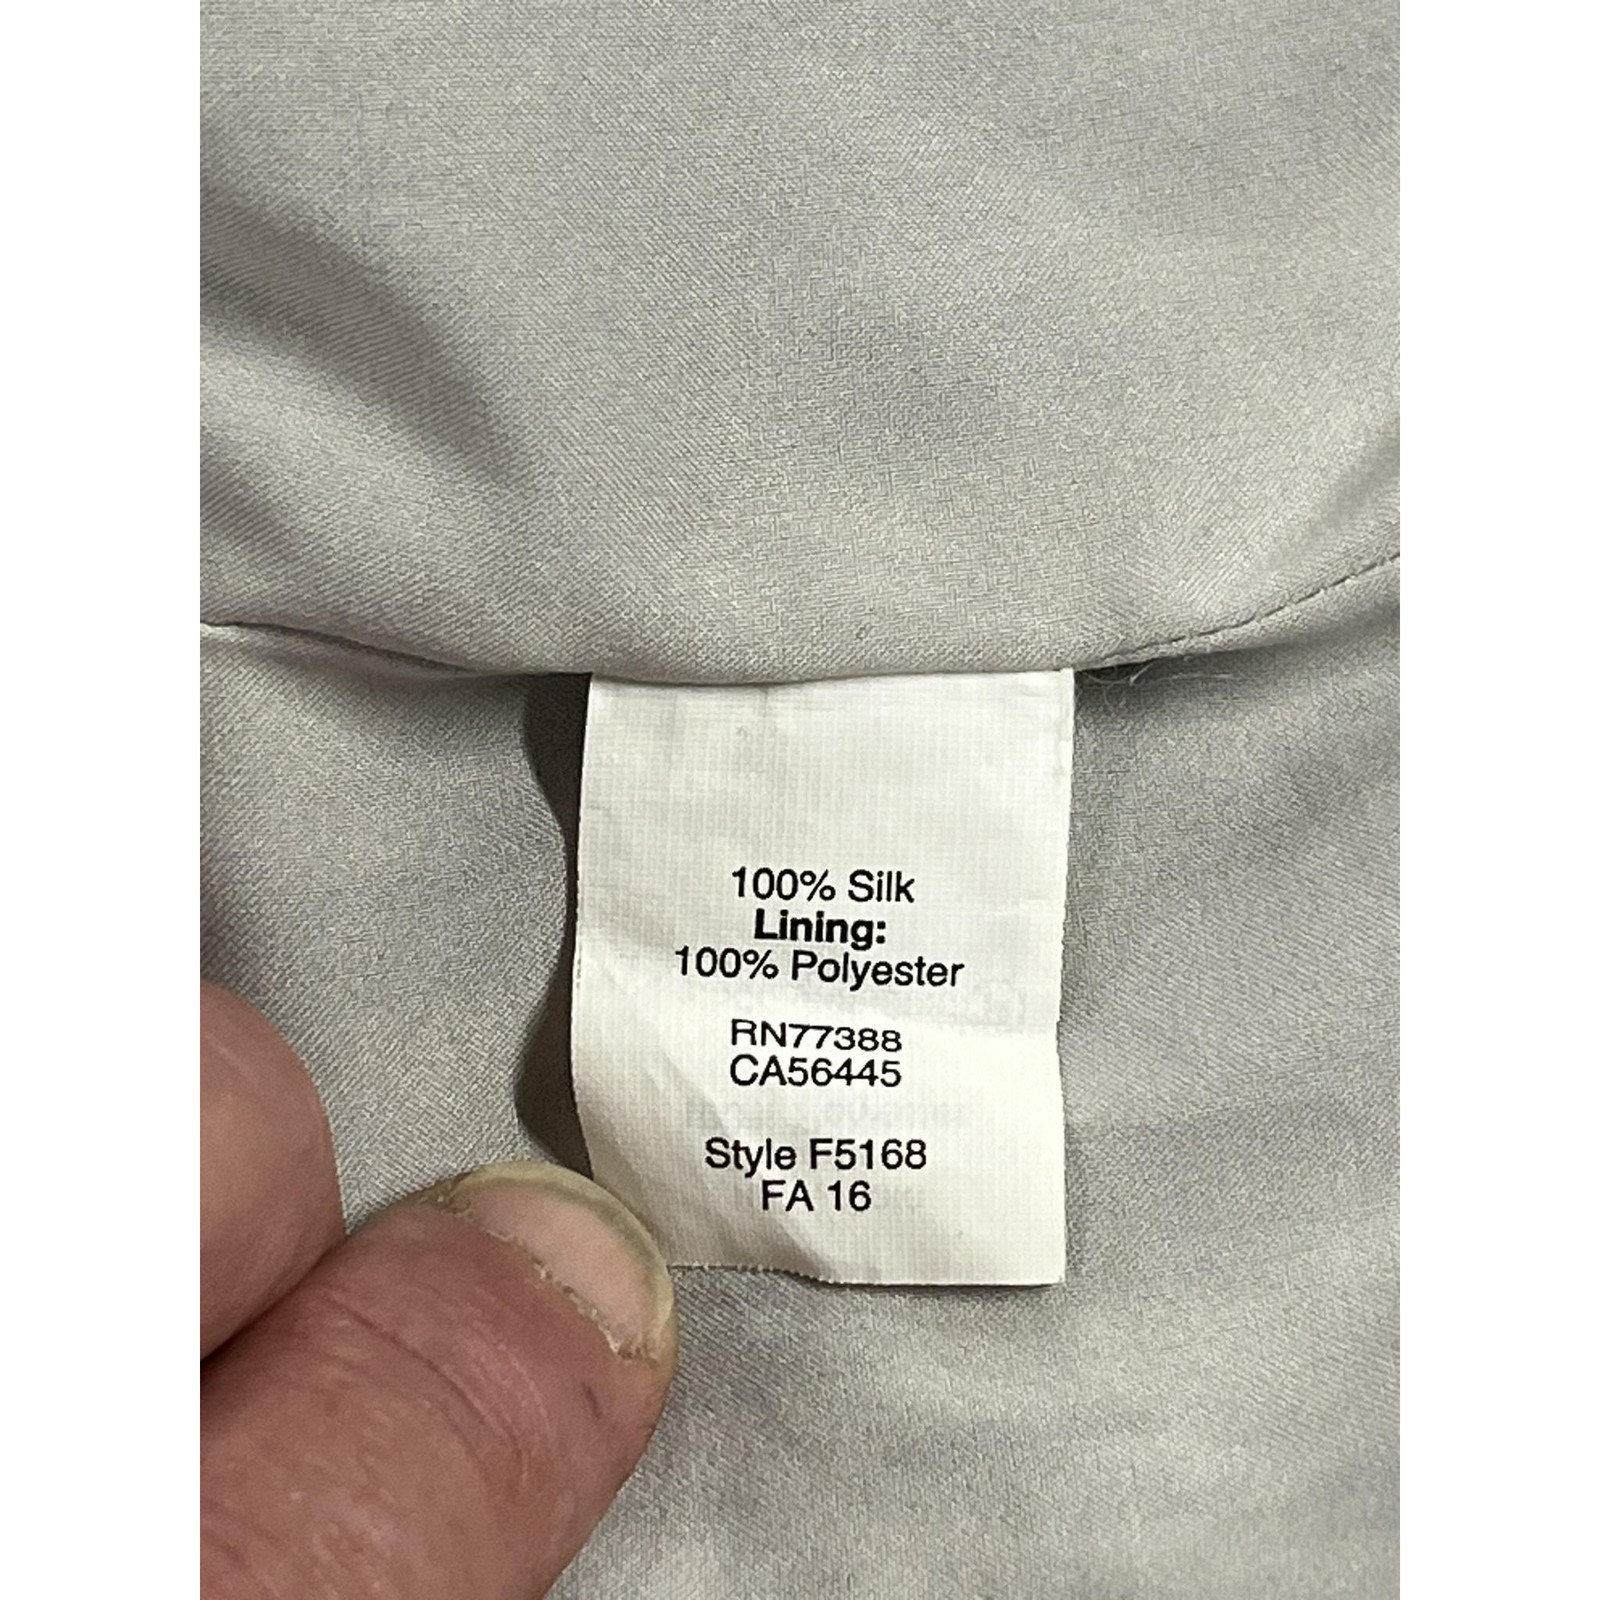 100% Silk
Lining:
100% Polyester
RN77388
CA56445
Style F5168
FA 16